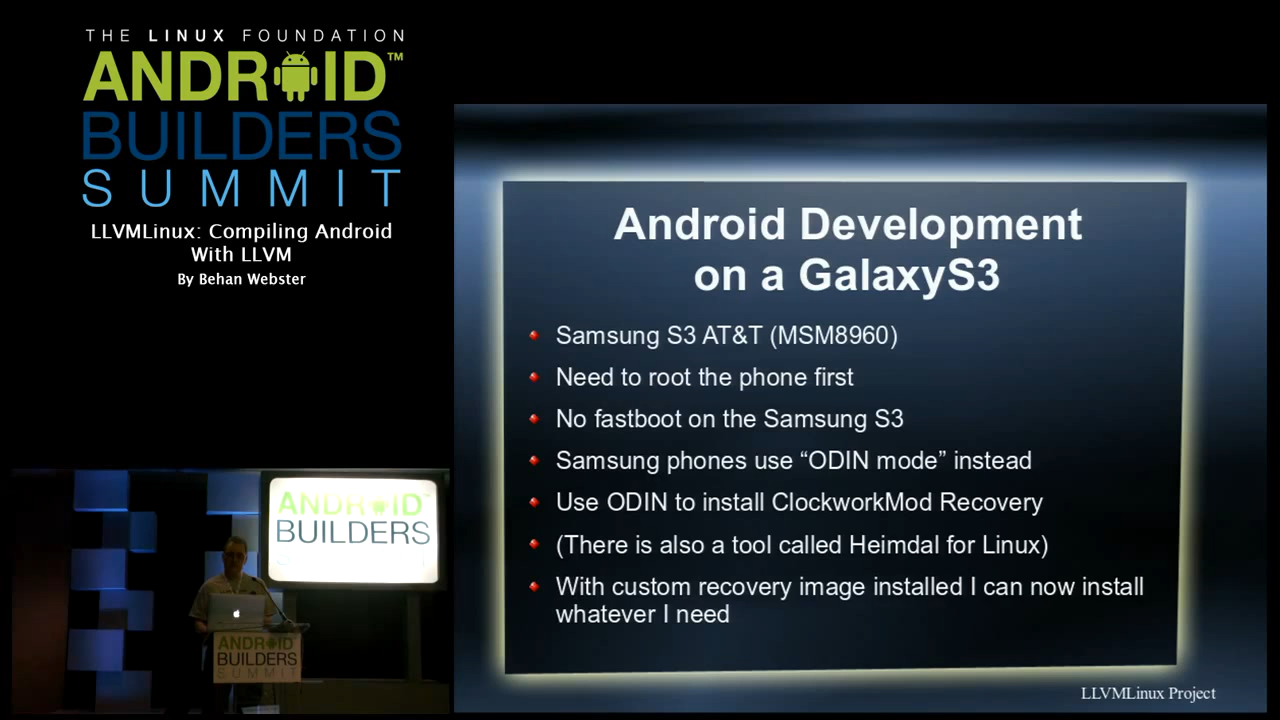 THE LINUX FOUNDATION
ANDROID™
BUILDERS
SUMMIT
LLVMLinux: Compiling Android
With LLVM
By Behan Webster
Android Development
on a GalaxyS3
Samsung S3 AT&T (MSM8960)
Need to root the phone first
No fastboot on the Samsung S3
Samsung phones use “ODIN mode” instead
Use ODIN to install ClockworkMod Recovery
(There is also a tool called Heimdal for Linux)
With custom recovery image installed I can now install
whatever I need
LLVMLinux Project
ANDROID™
BUILDERS
ANDROID
BUILDERS
SUMMIT